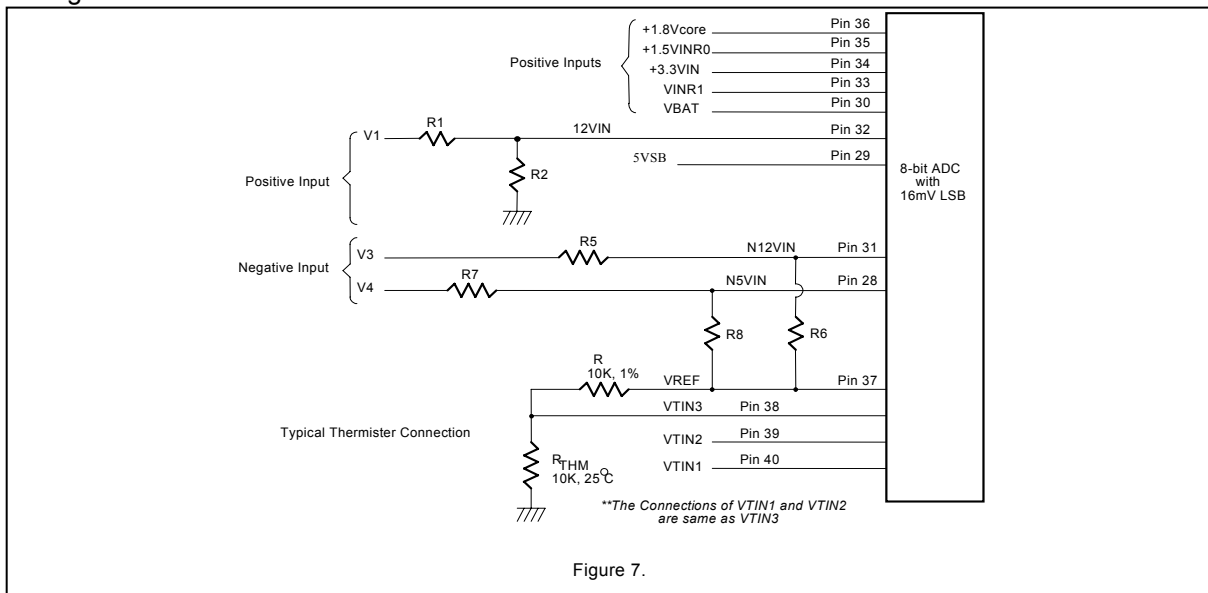 +1.8Vcore Pin 36
+1.5VINR0 Pin 35
Positive Inputs +3.3VIN Pin 34
VINR1 Pin 33
VBAT Pin 30
V1 R1 12VIN Pin 32
5VSB Pin 29
Positive Input R2
8-bit ADC
with
16mV LSB
V3 R5 N12VIN Pin 31
Negative Input
V4 R7 N5VIN Pin 28
R8 R6
R
10K, 1%
VREF Pin 37
VTIN3 Pin 38
Typical Thermister Connection
VTIN2 Pin 39
VTIN1 Pin 40
RTHM
10K, 25°C
**The Connections of VTIN1 and VTIN2
are same as VTIN3
Figure 7.